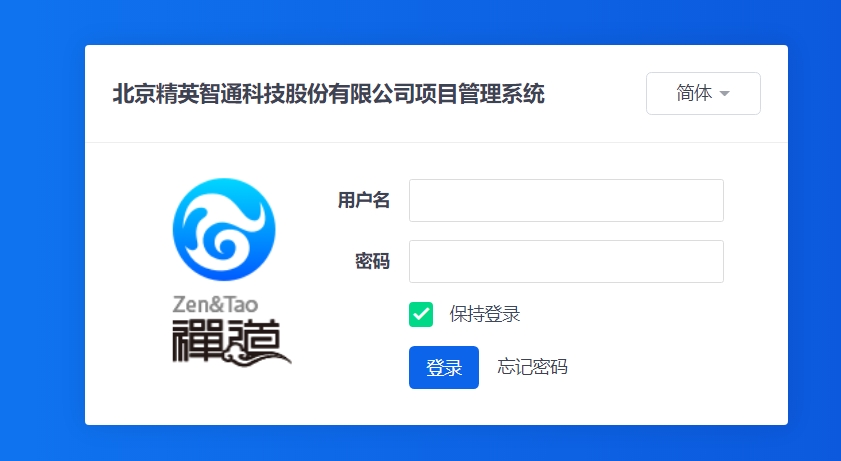 北京精英智通科技股份有限公司项目管理系统
简体
用户名
密码
Zen&Tao
禪道
保持登录
登录 忘记密码